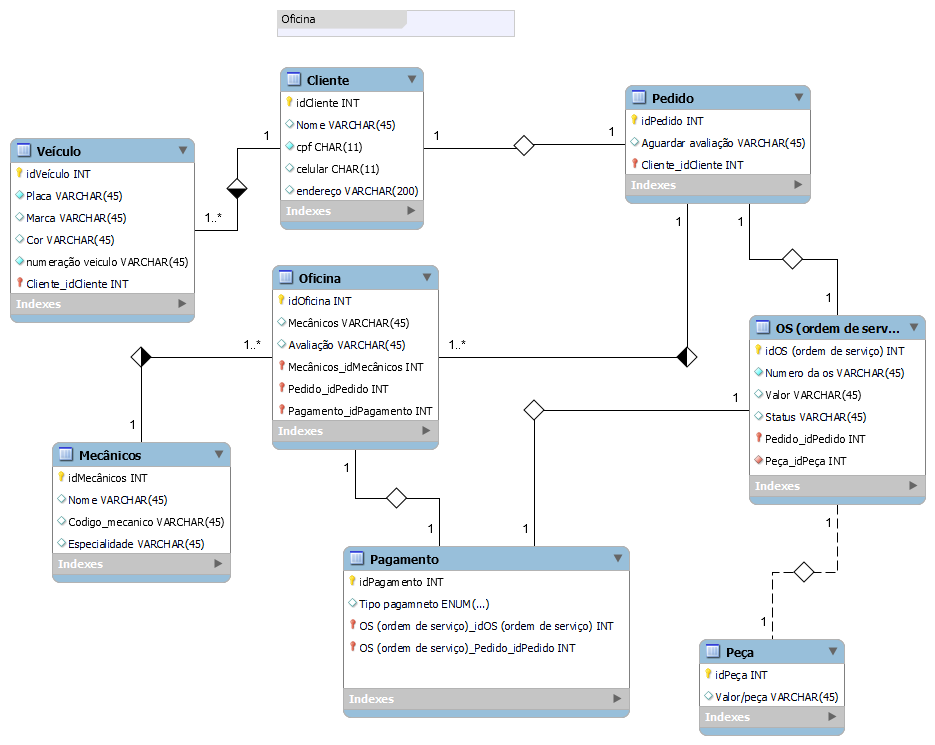 Oficina
Cliente
idCliente INT
Nome VARCHAR(45)
cpf CHAR(11)
celular CHAR(11)
endereço VARCHAR(200)
Indexes
Pedido
idPedido INT
Aguardar avaliação VARCHAR(45)
Cliente_idCliente INT
Indexes
Veículo
idVeículo INT
Placa VARCHAR(45)
Marca VARCHAR(45)
Cor VARCHAR(45)
numeração veiculo VARCHAR(45)
Cliente_idCliente INT
Indexes
1
1..*
1
1
Oficina
idOficina INT
Mecânicos VARCHAR(45)
Avaliação VARCHAR(45)
Mecânicos_idMecânicos INT
Pedido_idPedido INT
Pagamento_idPagamento INT
Indexes
1
1..*
1
1
OS (ordem de serv...
idOS (ordem de serviço) INT
Numero da os VARCHAR(45)
Valor VARCHAR(45)
Status VARCHAR(45)
Pedido_idPedido INT
Peça_idPeça INT
Indexes
1..*
1
Mecânicos
idMecânicos INT
Nome VARCHAR(45)
Codigo_mecanico VARCHAR(45)
Especialidade VARCHAR(45)
Indexes
1
1
1
1
Pagamento
idPagamento INT
Tipo pagamneto ENUM(...)
OS (ordem de serviço)_idOS (ordem de serviço) INT
OS (ordem de serviço)_Pedido_idPedido INT
Indexes
1
1
Peça
idPeça INT
Valor/peça VARCHAR(45)
Indexes